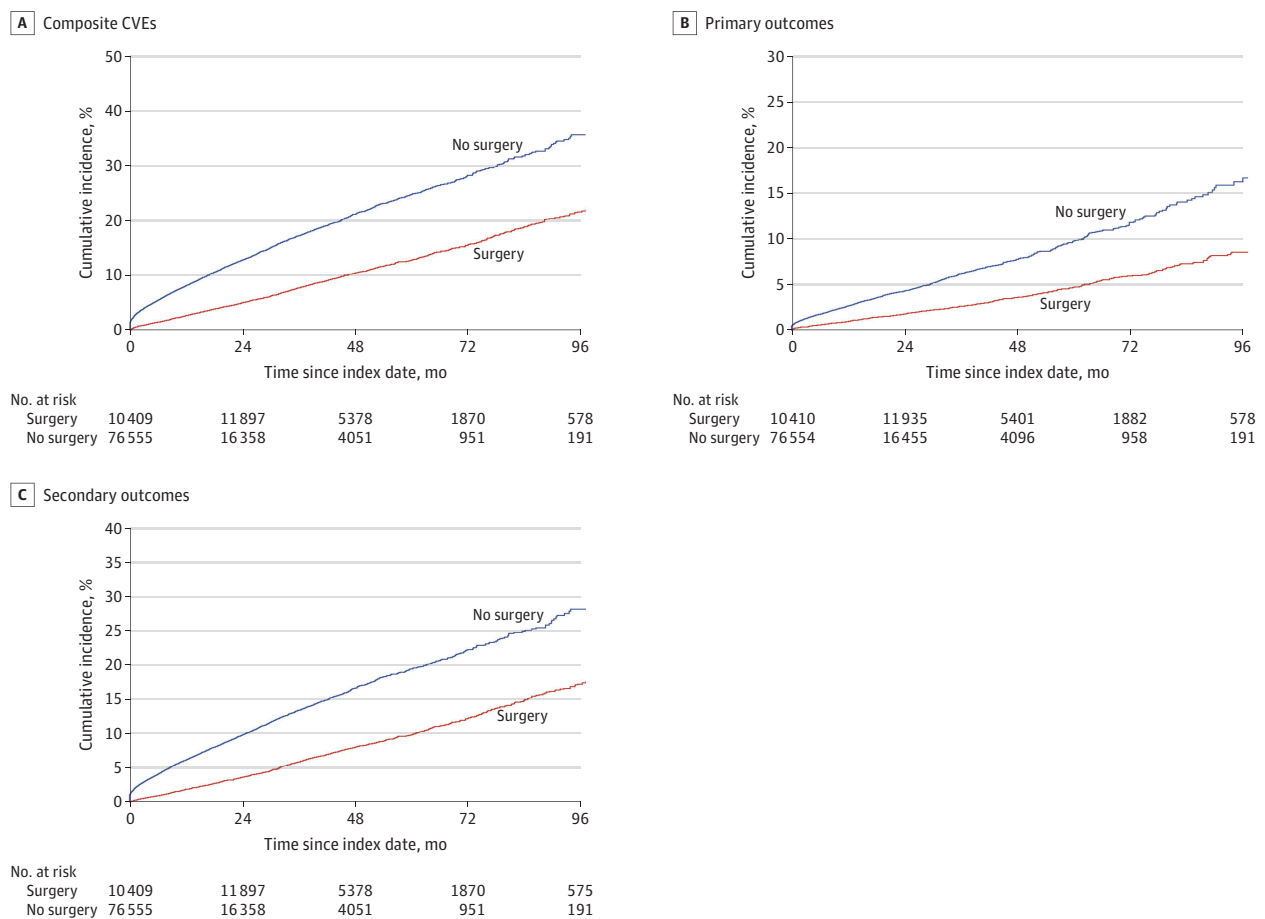 A Composite CVEs
50
40
30
20
10
0
Cumulative incidence, %
No surgery
Surgery
0 24 48 72 96
Time since index date, mo
No. at risk
Surgery 10409 11897 5378 1870 578
No surgery 76555 16358 4051 951 191
B Primary outcomes
30
25
20
15
10
5
0
Cumulative incidence, %
No surgery
Surgery
0 24 48 72 96
Time since index date, mo
No. at risk
Surgery 10410 11935 5401 1882 578
No surgery 76554 16455 4096 958 191
C Secondary outcomes
40
35
30
25
20
15
10
5
0
Cumulative incidence, %
No surgery
Surgery
0 24 48 72 96
Time since index date, mo
No. at risk
Surgery 10409 11897 5378 1870 575
No surgery 76555 16358 4051 951 191